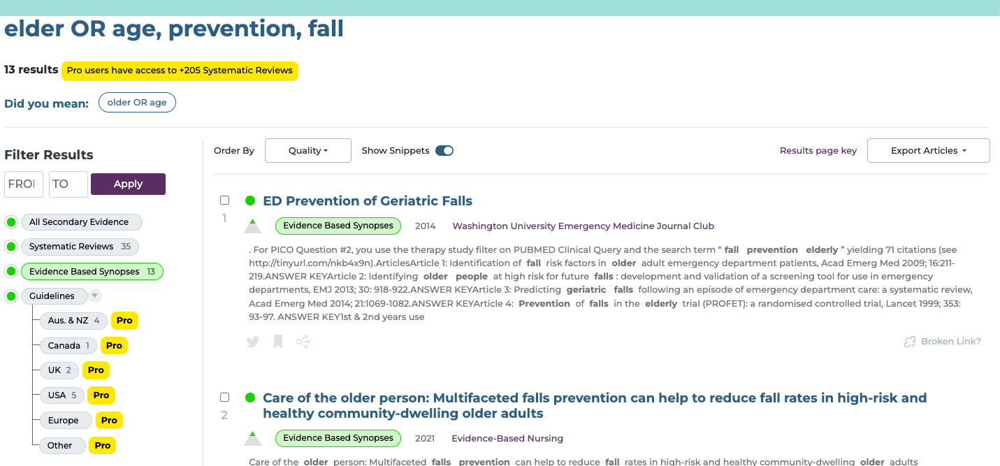 elder OR age, prevention, fall
13 results Pro users have access to +205 Systematic Reviews
Did you mean: older OR age
Filter Results
FROI TO Apply
All Secondary Evidence
Systematic Reviews 35
Evidence Based Synopses 13
Guidelines
Aus. & NZ 4 Pro
Canada 1 Pro
UK 2 Pro
USA 5 Pro
Europe Pro
Other Pro
Order By Quality Show Snippets Results page key Export Articles
ED Prevention of Geriatric Falls
1
Evidence Based Synopses 2014 Washington University Emergency Medicine Journal Club
. For PICO Question #2, you use the therapy study filter on PUBMED Clinical Query and the search term “ fall prevention elderly ” yielding 71 citations (see
http://tinyurl.com/nkb4x9n).ArticlesArticle 1: Identification of fall risk factors in older adult emergency department patients, Acad Emerg Med 2009; 16:211-
219.ANSWER KEYArticle 2: Identifying older people at high risk for future falls : development and validation of a screening tool for use in emergency
departments, EMJ 2013; 30: 918-922.ANSWER KEYArticle 3: Predicting geriatric falls following an episode of emergency department care: a systematic review,
Acad Emerg Med 2014; 21:1069-1082.ANSWER KEYArticle 4: Prevention of falls in the elderly trial (PROFET): a randomised controlled trial, Lancet 1999; 353:
93-97. ANSWER KEY1st & 2nd years use
Broken Link?
Care of the older person: Multifaceted falls prevention can help to reduce fall rates in high-risk and
healthy community-dwelling older adults
2
Evidence Based Synopses 2021 Evidence-Based Nursing
Care of the older person: Multifaceted falls prevention can help to reduce fall rates in high-risk and healthy community-dwelling older adults